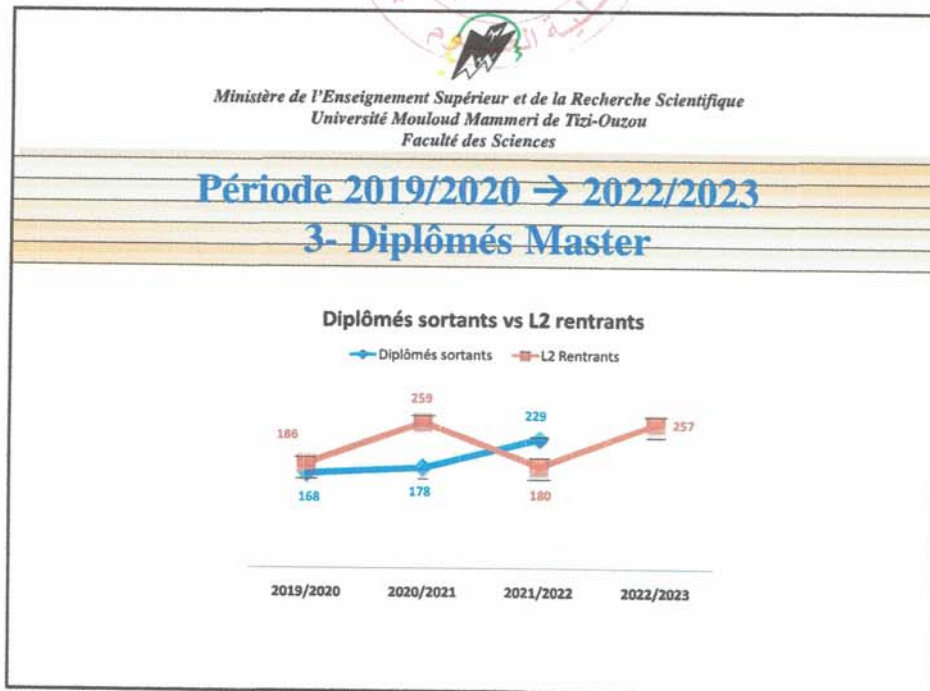 Ministère de l'Enseignement Supérieur et de la Recherche Scientifique
Université Mouloud Mammeri de Tizi-Ouzou
Faculté des Sciences
Période 2019/2020 → 2022/2023
3- Diplômés Master
Diplômés sortants vs L2 rentrants
Diplômés sortants L2 Rentrants
259
229
186
257
168
178
180
2019/2020 2020/2021 2021/2022 2022/2023